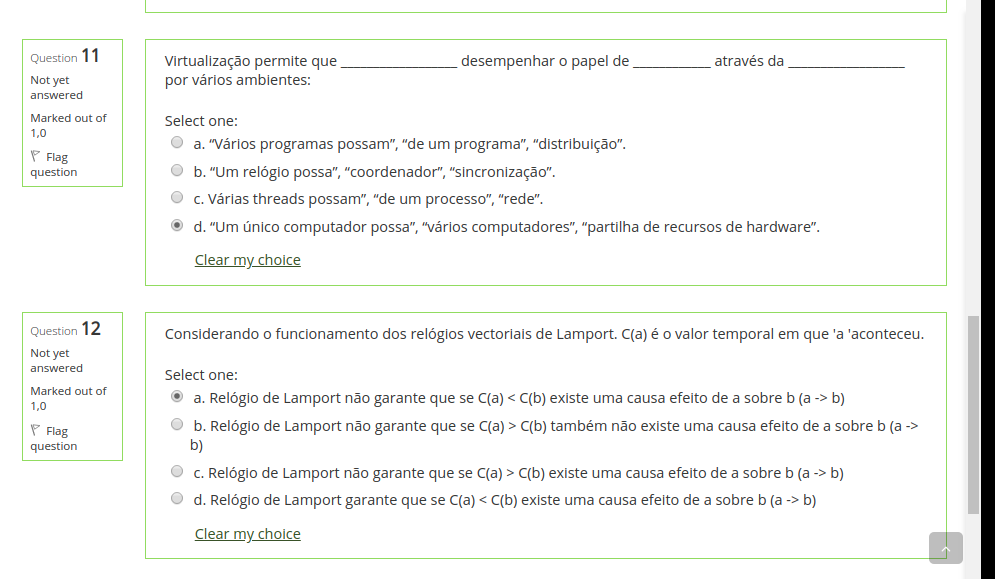 Question 11
Not yet
answered
Marked out of
1,0
Flag
question
Virtualização permite que __________________ desempenhar o papel de ____________ através da __________________
por vários ambientes:
Select one:
a. “Vários programas possam”, “de um programa”, “distribuição”.
b. “Um relógio possa”, “coordenador”, “sincronização”.
c. Várias threads possam”, “de um processo”, “rede”.
d. “Um único computador possa”, “vários computadores”, “partilha de recursos de hardware”.
Clear my choice
Question 12
Not yet
answered
Marked out of
1,0
Flag
question
Considerando o funcionamento dos relógios vectoriais de Lamport. C(a) é o valor temporal em que 'a 'aconteceu.
Select one:
a. Relógio de Lamport não garante que se C(a) < C(b) existe uma causa efeito de a sobre b (a -> b)
b. Relógio de Lamport não garante que se C(a) > C(b) também não existe uma causa efeito de a sobre b (a ->
b)
c. Relógio de Lamport não garante que se C(a) > C(b) existe uma causa efeito de a sobre b (a -> b)
d. Relógio de Lamport garante que se C(a) < C(b) existe uma causa efeito de a sobre b (a -> b)
Clear my choice